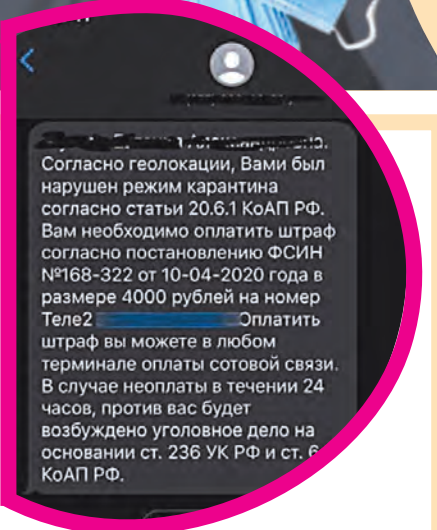 Согласно геолокации, Вами был
нарушен режим карантина
согласно статьи 20.6.1 КоАП РФ.
Вам необходимо оплатить штраф
согласно постановлению ФСИН
№168-322 от 10-04-2020 года в
размере 4000 рублей на номер
Теле2 Оплатить
штраф вы можете в любом
терминале оплаты сотовой связи.
В случае неоплаты в течении 24
часов, против вас будет
возбуждено уголовное дело на
основании ст. 236 УК РФ и ст. 6
КоАП РФ.